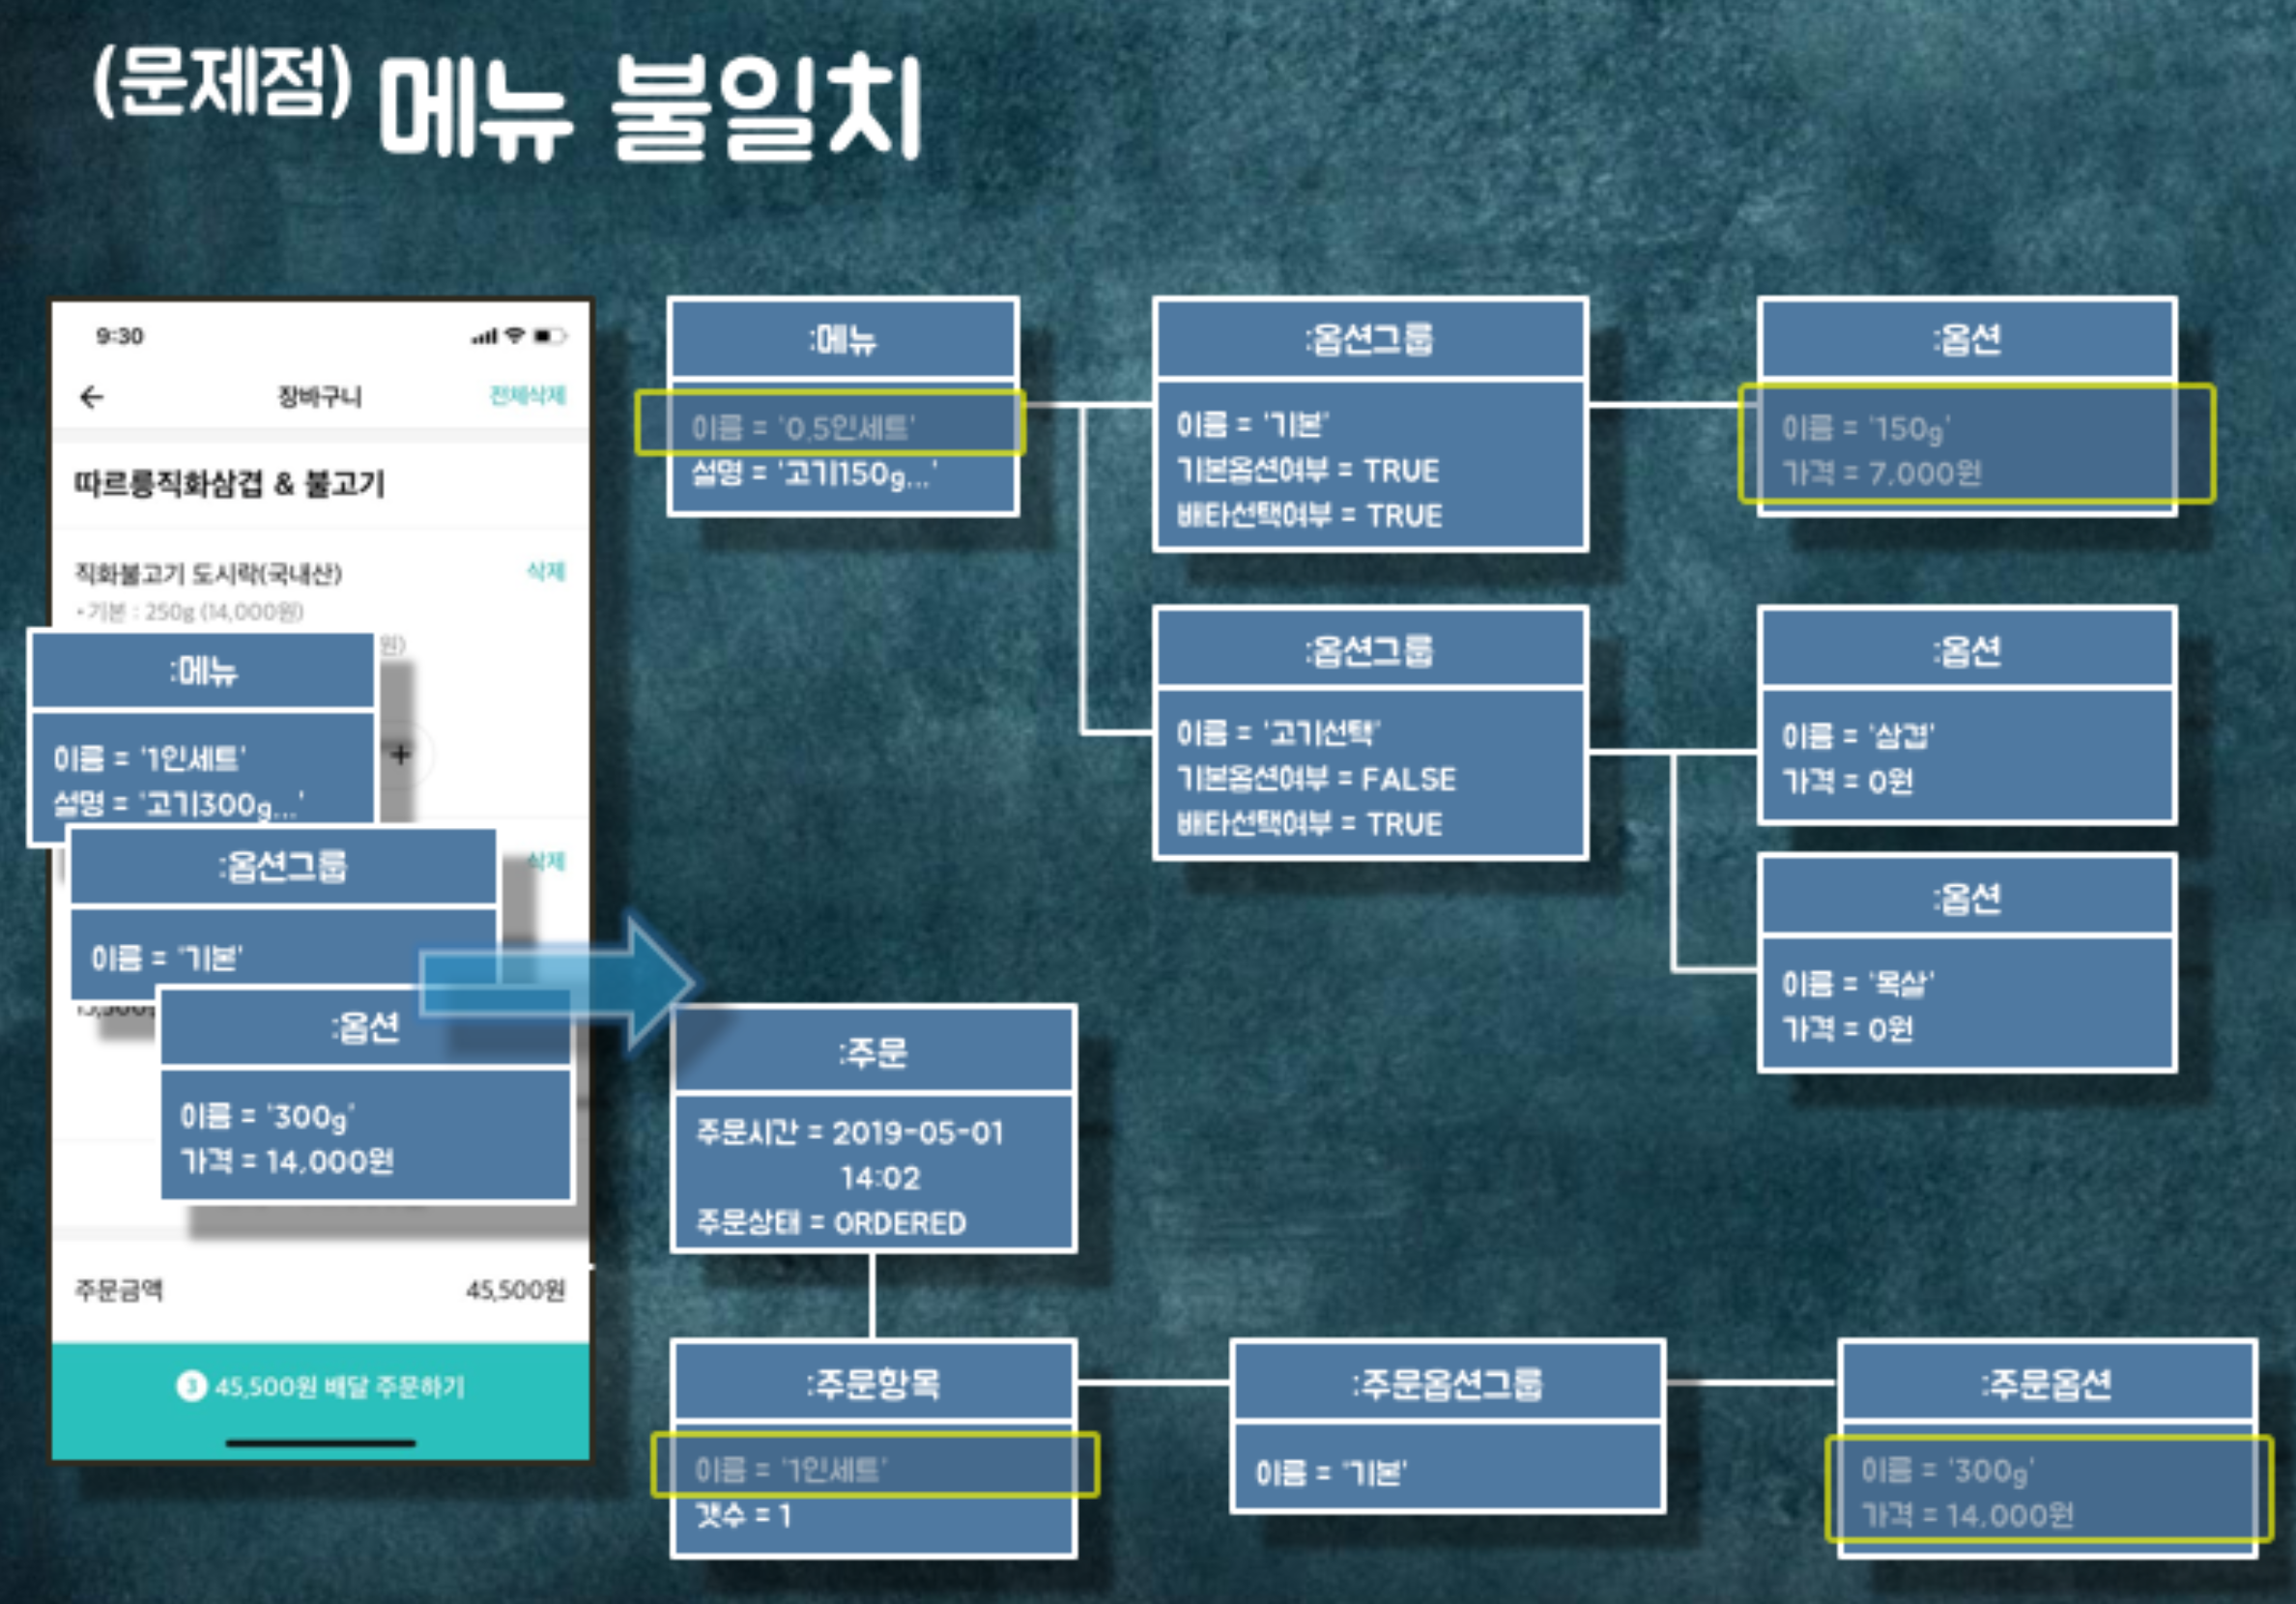 (문제점) 메뉴 불일치
9:30
장바구니
전체삭제
따르릉직화삼겹 & 불고기
직화불고기 도시락(국내산)
삭제
•기본 : 250g (14,000원)
원)
:메뉴
이름 = '1인세트'
설명 = '고기300g...'
+
삭제
:옵션그룹
이름 = '기본'
:옵션
이름 = '300g'
가격 = 14,000원
주문금액
45,500원
3 45,500원 배달 주문하기
:메뉴
이름 = '0.5인세트'
설명 = '고기150g...'
:옵션그룹
이름 = '기본'
기본옵션여부 = TRUE
배타선택여부 = TRUE
:옵션
이름 = '150g'
가격 = 7,000원
:옵션그룹
이름 = '고기선택'
기본옵션여부 = FALSE
배타선택여부 = TRUE
:옵션
이름 = '삼겹'
가격 = 0원
:옵션
이름 = '목살'
가격 = 0원
:주문
주문시간 = 2019-05-01
14:02
주문상태 = ORDERED
:주문항목
이름 = '1인세트'
갯수 = 1
:주문옵션그룹
이름 = '기본'
:주문옵션
이름 = '300g'
가격 = 14,000원